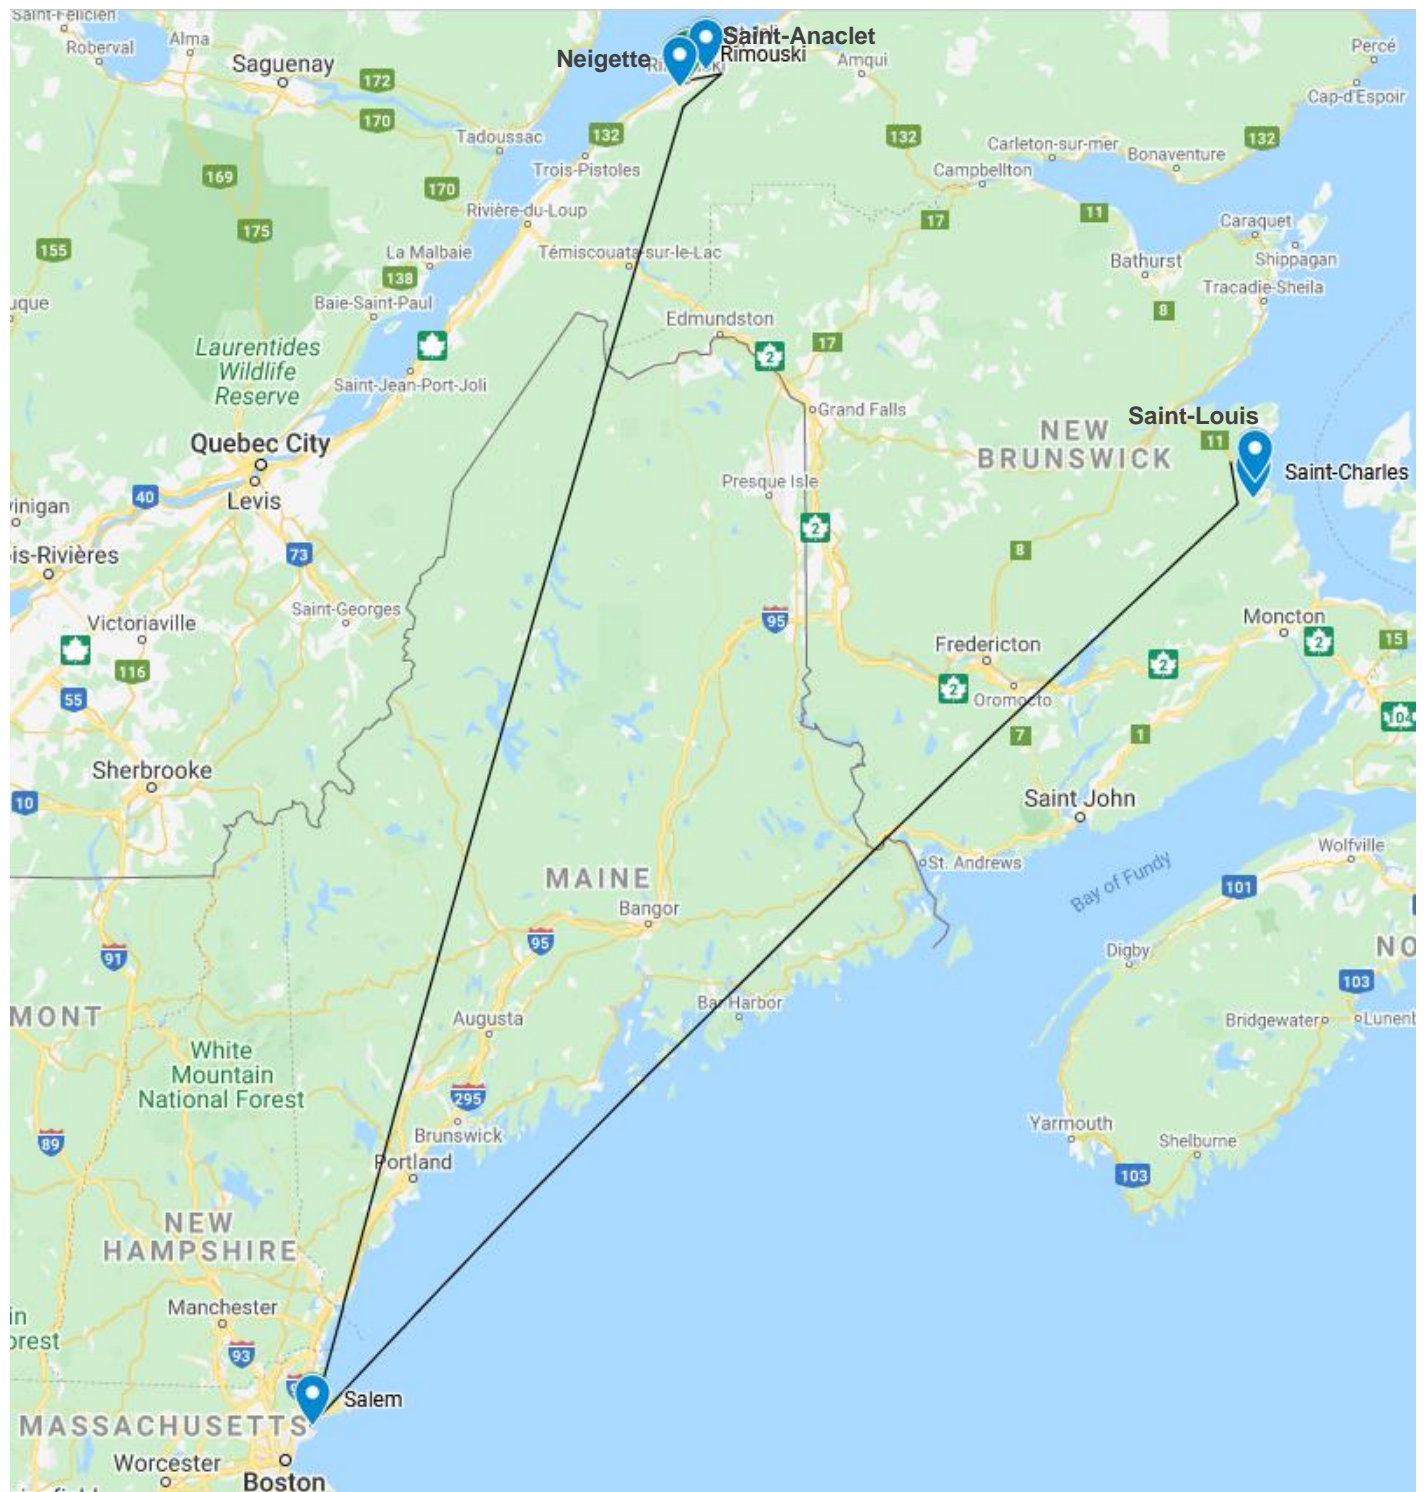 Saint-Félicien
Roberval
Alma
Saguenay
172
170
Neigette
Saint-Anaclet
Rimouski
Amqui
Percé
Cap-d'Espoir
132
132
132
Tadoussac
Trois-Pistoles
Carleton-sur-mer
Bonaventure
Campbellton
169
170
175
155
Rivière-du-Loup
17
11
Caraquet
Shippagan
La Malbaie
138
Témiscouata-sur-le-Lac
Bathurst
Tracadie-Sheila
Baie-Saint-Paul
8
Edmundston
17
2
Laurentides
Wildlife
Reserve
Saint-Jean-Port-Joli
Grand Falls
Saint-Louis
11
NEW
BRUNSWICK
Saint-Charles
Quebec City
Levis
40
Presque Isle
2
73
8
Victoriaville
116
Saint-Georges
95
Moncton
2
15
Fredericton
2
2
Oromocto
55
104
7
1
Sherbrooke
10
Saint John
St. Andrews
Wolfville
Bay of Fundy
101
MAINE
Bangor
95
91
Digby
NO
103
Bar Harbor
Augusta
Bridgewater
MONT
White
Mountain
National Forest
295
Brunswick
89
Portland
Yarmouth
Shelburne
103
NEW
HAMPSHIRE
Manchester
93
Salem
MASSACHUSETTS
Worcester
Boston